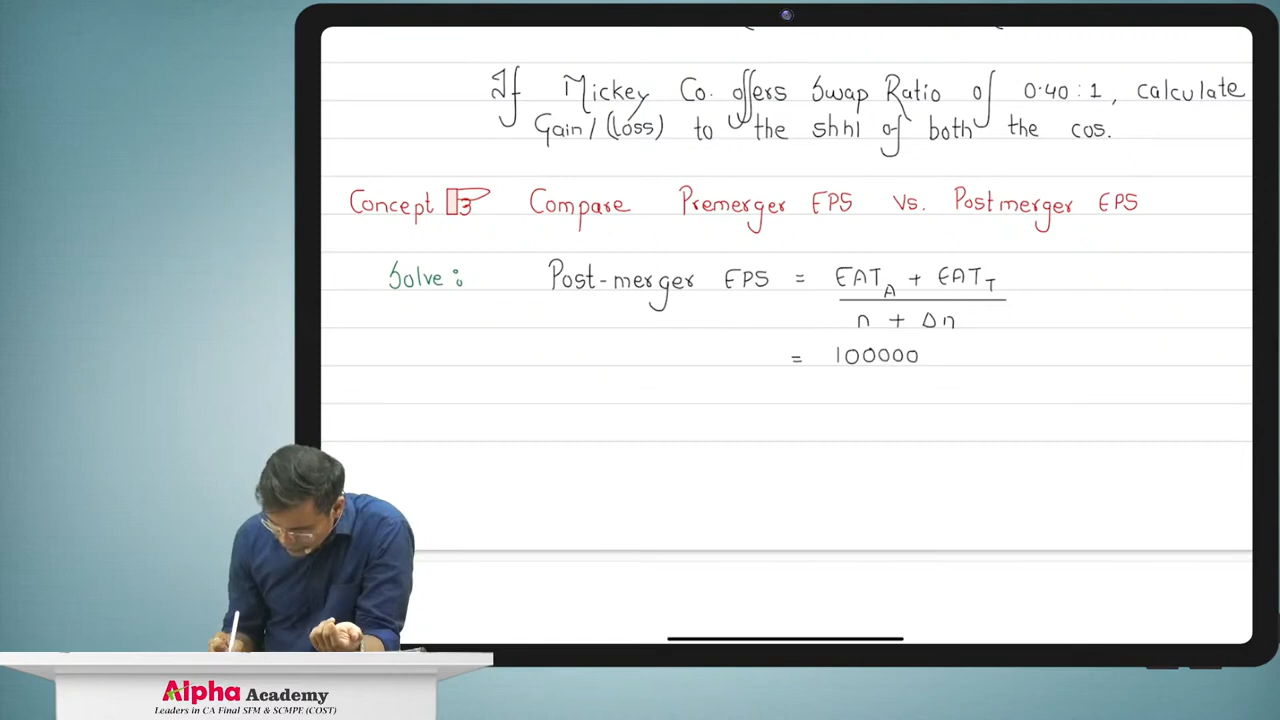 If Mickey Co. offers Swap Ratio of 0.40:1, calculate
Gain/(loss) to the shhl of both the cos.
Concept 3 Compare Premerger EPS Vs. Postmerger EPS
Solve: Post-merger EPS = EATA + EATT
n + Δn
= 100000
Alpha Academy
Leaders in CA Final SFM & SCMPE (COST)